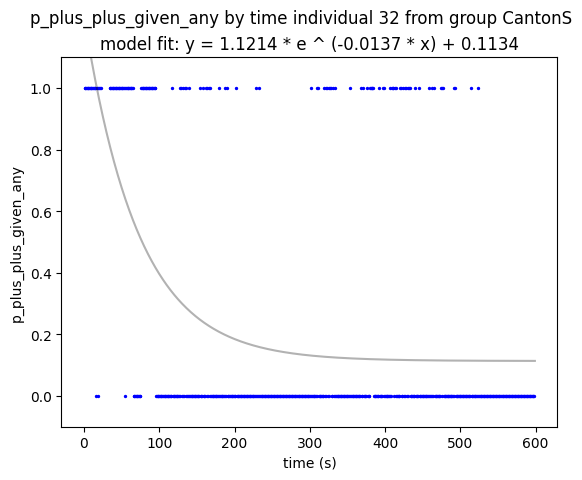 p_plus_plus_given_any by time individual 32 from group CantonS
model fit: y = 1.1214 * e ^ (-0.0137 * x) + 0.1134
1.0
0.8
0.6
0.4
0.2
0.0
p_plus_plus_given_any
0 100 200 300 400 500 600
time (s)